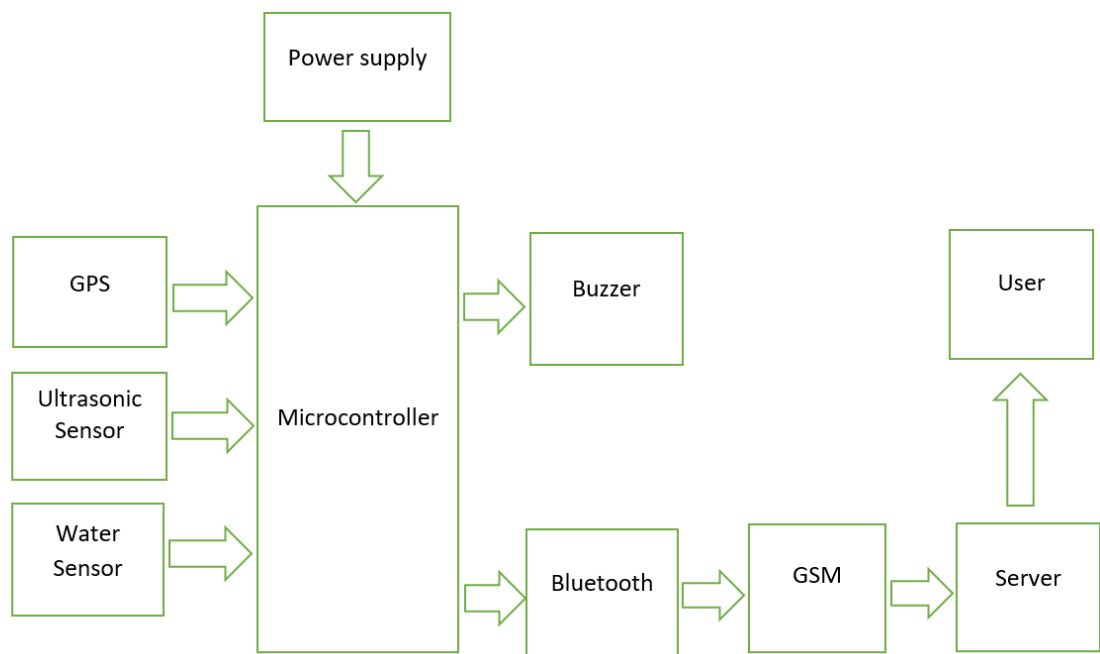 Power supply
GPS
Buzzer
User
Ultrasonic
Sensor
Microcontroller
Water
Sensor
Bluetooth
GSM
Server